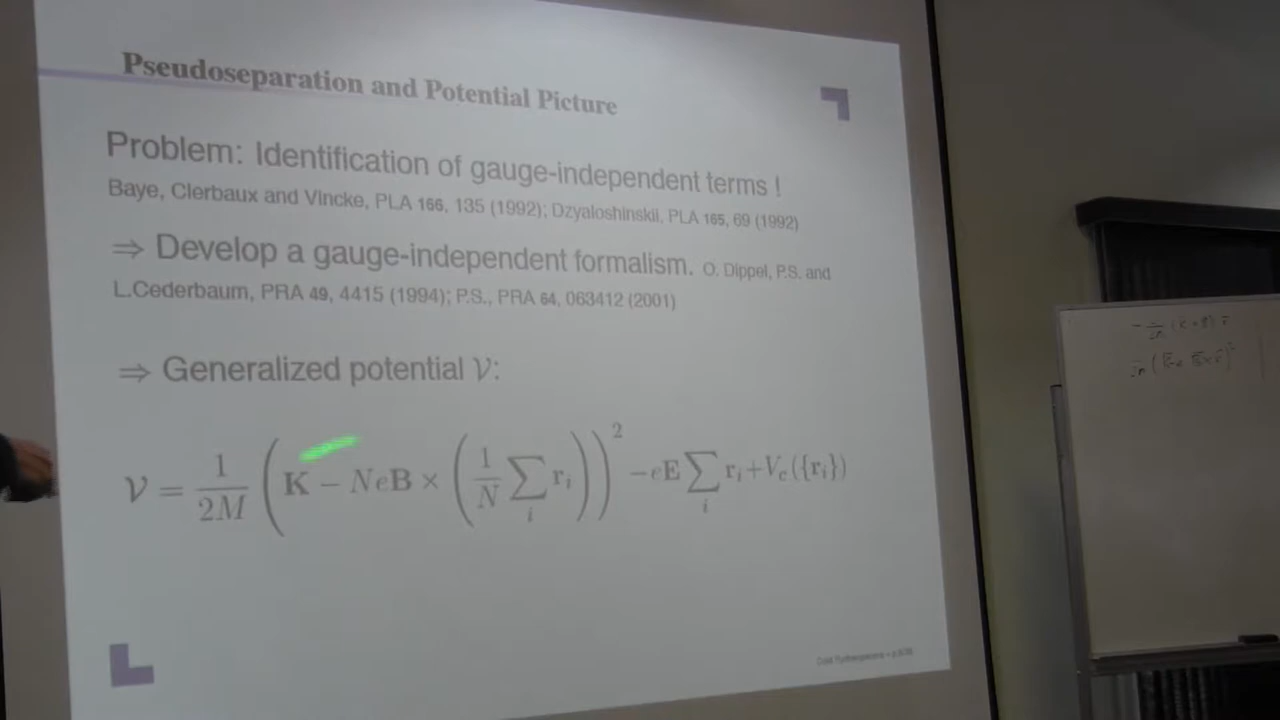 Pseudoseparation and Potential Picture
Problem: Identification of gauge-independent terms !
Baye, Clerbaux and Vincke, PLA 166, 135 (1992); Dzyaloshinskii, PLA 165, 69 (1992)
⇒ Develop a gauge-independent formalism. O. Dippel, P.S. and
L.Cederbaum, PRA 49, 4415 (1994); P.S., PRA 64, 063412 (2001)
⇒ Generalized potential 𝒱:
𝒱 = 1/2M (K − NeB × (1/N ∑_i r_i))² −eE ∑_i r_i+V_c({r_i})